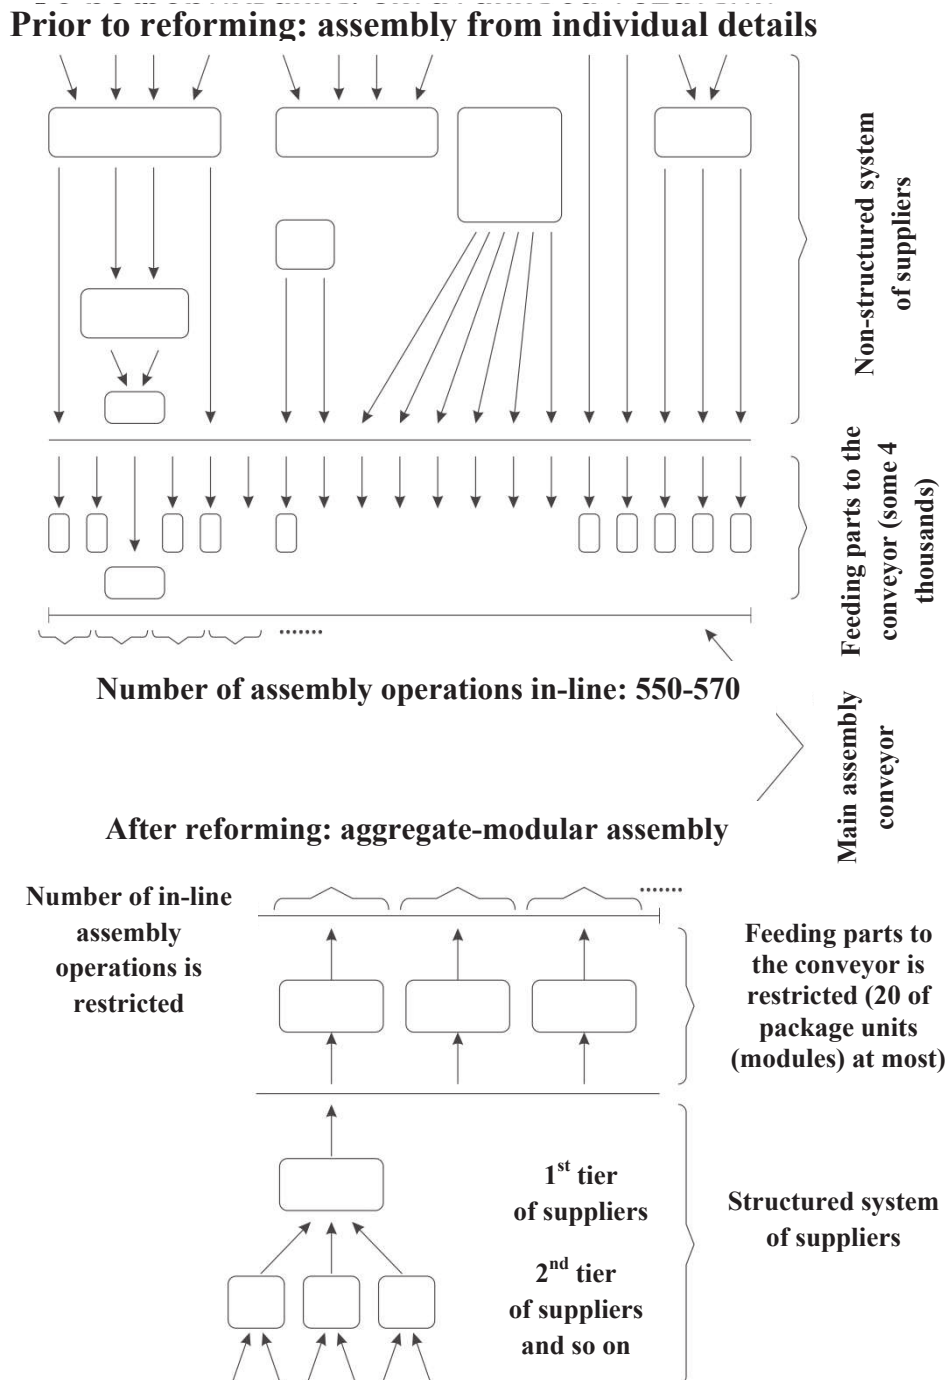 Prior to reforming: assembly from individual details
Non-structured system
of suppliers
Feeding parts to the
conveyor (some 4
thousands)
Number of assembly operations in-line: 550-570
Main assembly
conveyor
After reforming: aggregate-modular assembly
Number of in-line
assembly
operations is
restricted
Feeding parts to
the conveyor is
restricted (20 of
package units
(modules) at most)
1st tier
of suppliers
2nd tier
of suppliers
and so on
Structured system
of suppliers